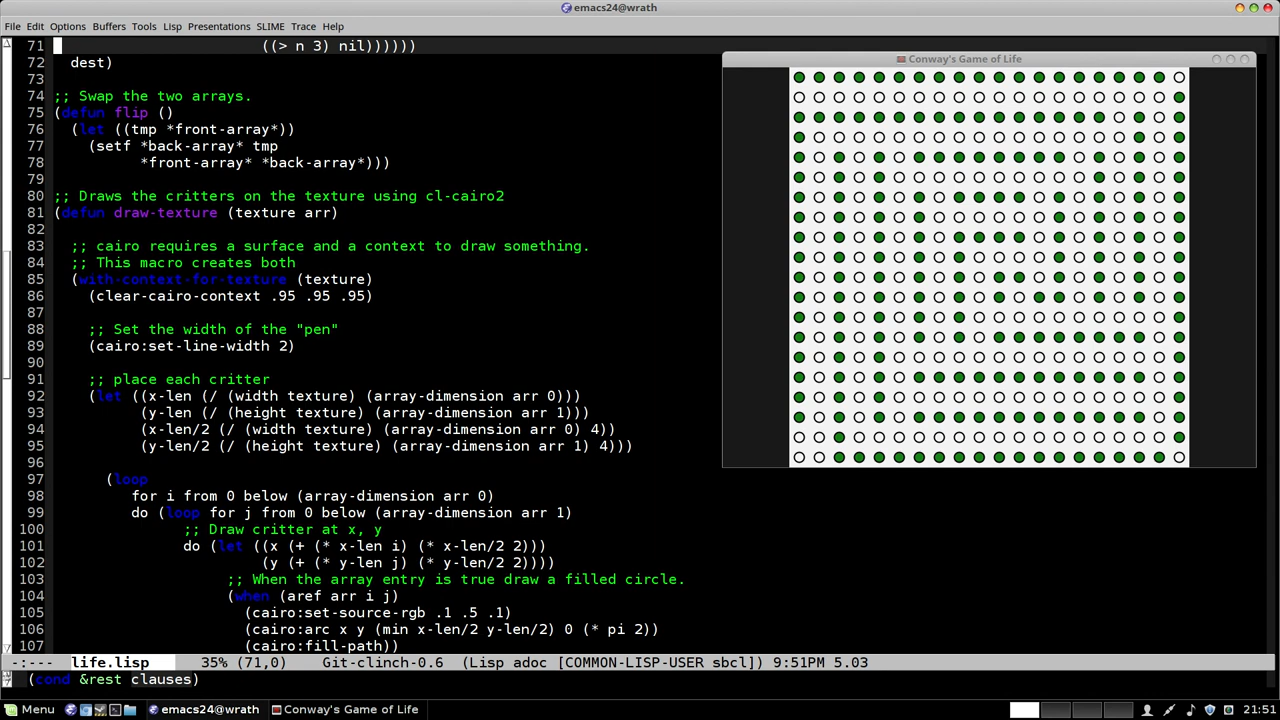 emacs24@wrath
File Edit Options Buffers Tools Lisp Presentations SLIME Trace Help
71                         ((> n 3) nil))))))
72   dest)
73
74 ;; Swap the two arrays.
75 (defun flip ()
76   (let ((tmp *front-array*))
77     (setf *back-array* tmp
78           *front-array* *back-array*)))
79
80 ;; Draws the critters on the texture using cl-cairo2
81 (defun draw-texture (texture arr)
82
83   ;; cairo requires a surface and a context to draw something.
84   ;; This macro creates both
85   (with-context-for-texture (texture)
86     (clear-cairo-context .95 .95 .95)
87
88     ;; Set the width of the "pen"
89     (cairo:set-line-width 2)
90
91     ;; place each critter
92     (let ((x-len (/ (width texture) (array-dimension arr 0)))
93           (y-len (/ (height texture) (array-dimension arr 1)))
94           (x-len/2 (/ (width texture) (array-dimension arr 0) 4))
95           (y-len/2 (/ (height texture) (array-dimension arr 1) 4)))
96
97       (loop
98          for i from 0 below (array-dimension arr 0)
99          do (loop for j from 0 below (array-dimension arr 1)
100                ;; Draw critter at x, y
101                do (let ((x (+ (* x-len i) (* x-len/2 2)))
102                         (y (+ (* y-len j) (* y-len/2 2))))
103                     ;; When the array entry is true draw a filled circle.
104                     (when (aref arr i j)
105                       (cairo:set-source-rgb .1 .5 .1)
106                       (cairo:arc x y (min x-len/2 y-len/2) 0 (* pi 2))
107                       (cairo:fill-path))
Conway's Game of Life
-:--- life.lisp 35% (71,0) Git-clinch-0.6 (Lisp adoc [COMMON-LISP-USER sbcl]) 9:51PM 5.03
(cond &rest clauses)
Menu emacs24@wrath Conway's Game of Life 21:51